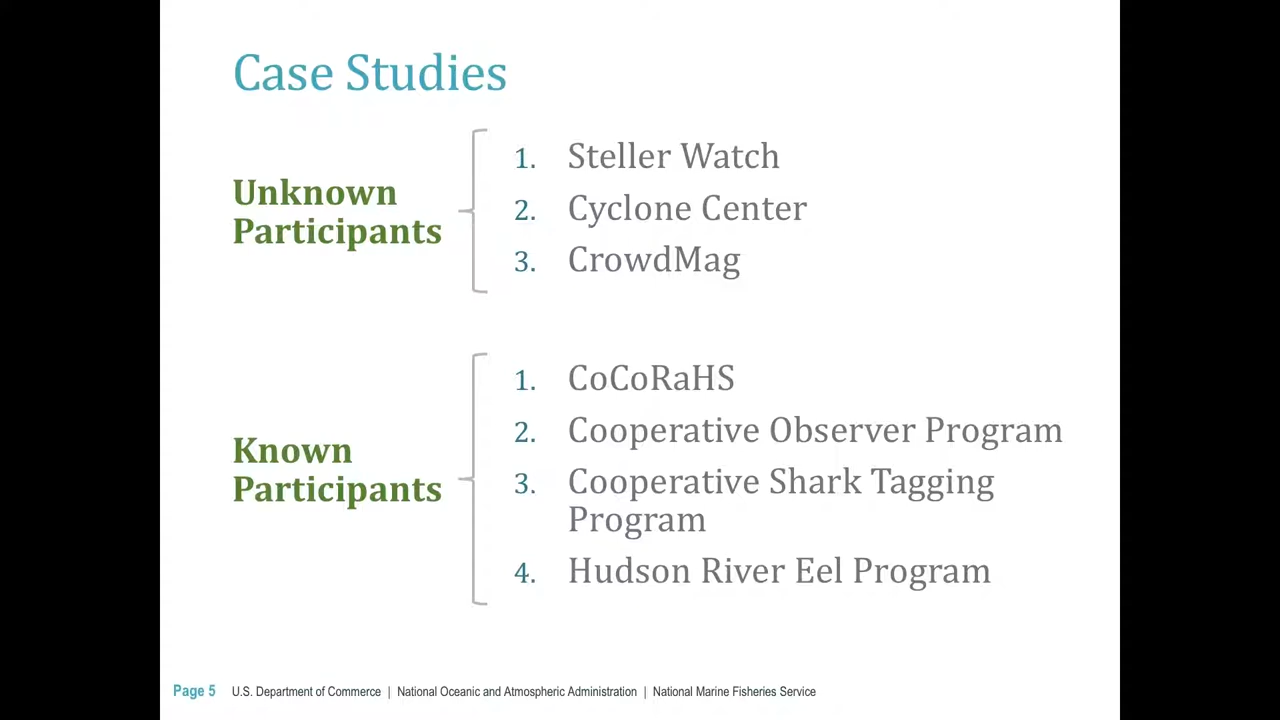 Case Studies
Unknown
Participants
1. Steller Watch
2. Cyclone Center
3. CrowdMag
Known
Participants
1. CoCoRaHS
2. Cooperative Observer Program
3. Cooperative Shark Tagging
Program
4. Hudson River Eel Program
Page 5 U.S. Department of Commerce | National Oceanic and Atmospheric Administration | National Marine Fisheries Service